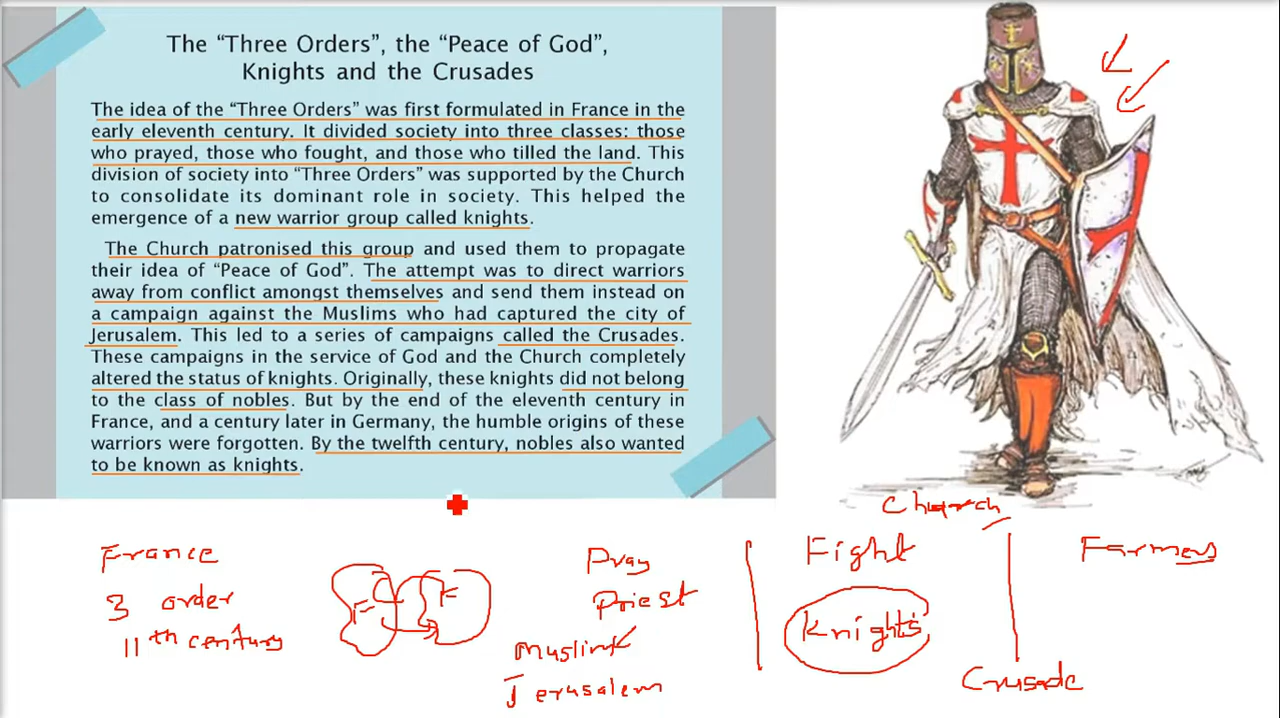 The “Three Orders”, the “Peace of God”,
Knights and the Crusades
The idea of the “Three Orders” was first formulated in France in the
early eleventh century. It divided society into three classes: those
who prayed, those who fought, and those who tilled the land. This
division of society into “Three Orders” was supported by the Church
to consolidate its dominant role in society. This helped the
emergence of a new warrior group called knights.
The Church patronised this group and used them to propagate
their idea of “Peace of God”. The attempt was to direct warriors
away from conflict amongst themselves and send them instead on
a campaign against the Muslims who had captured the city of
Jerusalem. This led to a series of campaigns called the Crusades.
These campaigns in the service of God and the Church completely
altered the status of knights. Originally, these knights did not belong
to the class of nobles. But by the end of the eleventh century in
France, and a century later in Germany, the humble origins of these
warriors were forgotten. By the twelfth century, nobles also wanted
to be known as knights.
Church
France
3 order
11th century
F F
Pray
Priest
Muslim
Jerusalem
Fight
Knights
Farmers
Crusade